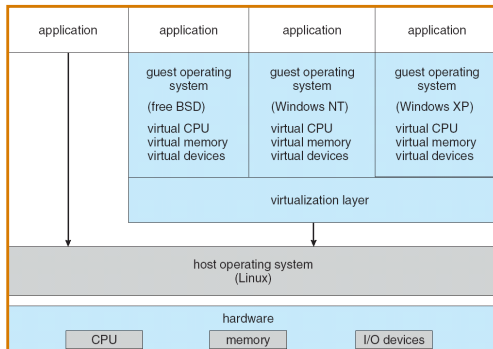 application
application
application
application
guest operating system
(free BSD)
virtual CPU
virtual memory
virtual devices
guest operating system
(Windows NT)
virtual CPU
virtual memory
virtual devices
guest operating system
(Windows XP)
virtual CPU
virtual memory
virtual devices
virtualization layer
host operating system
(Linux)
hardware
CPU
memory
I/O devices